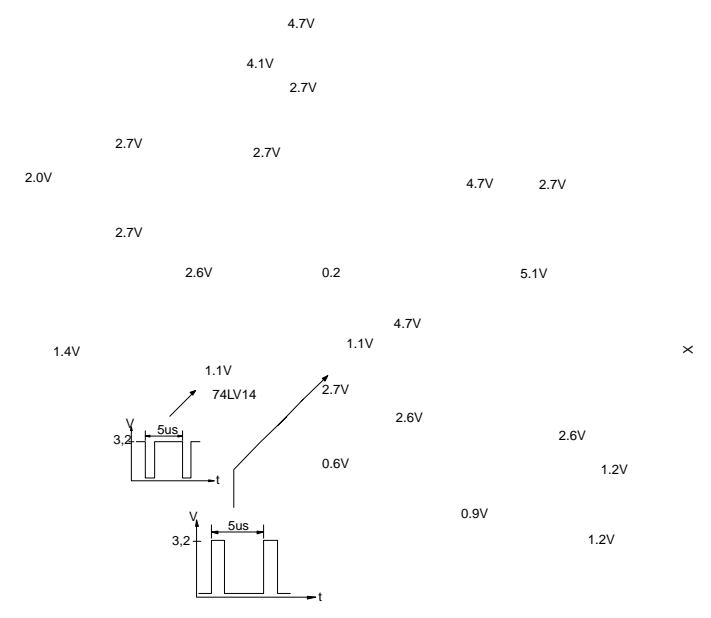 4.7V
4.1V
2.7V
2.7V
2.7V
2.0V
4.7V 2.7V
2.7V
2.6V 0.2 5.1V
4.7V
1.1V
1.4V
X
1.1V
74LV14
2.7V
2.6V
V
5us
3,2
t
2.6V
0.6V
1.2V
0.9V
V
5us
3,2
t
1.2V